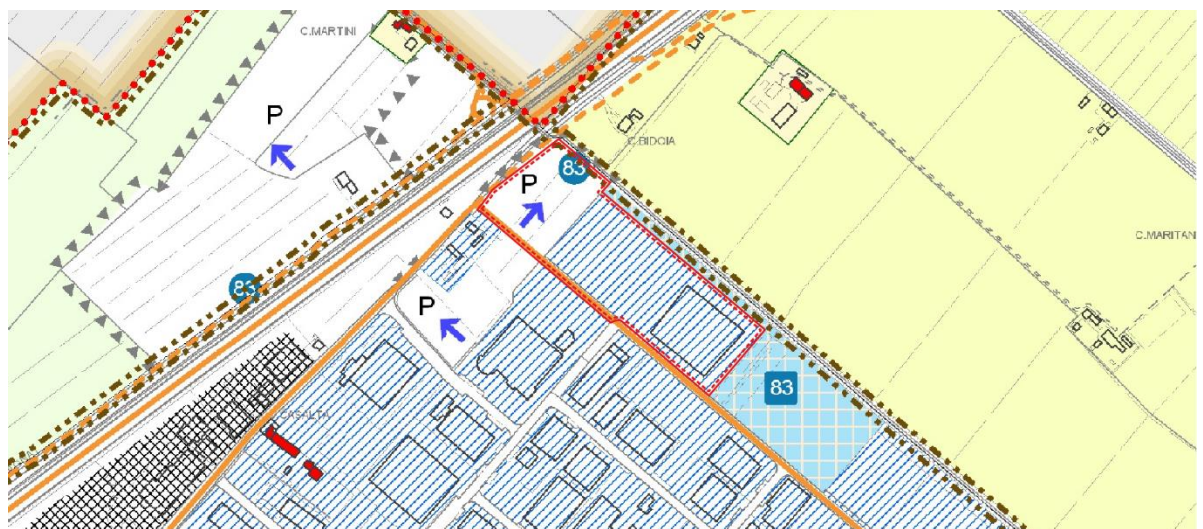 C.MARTINI
P
C.BIDOIA
83
P
C.MARITAN
83
P
83
CASALTA